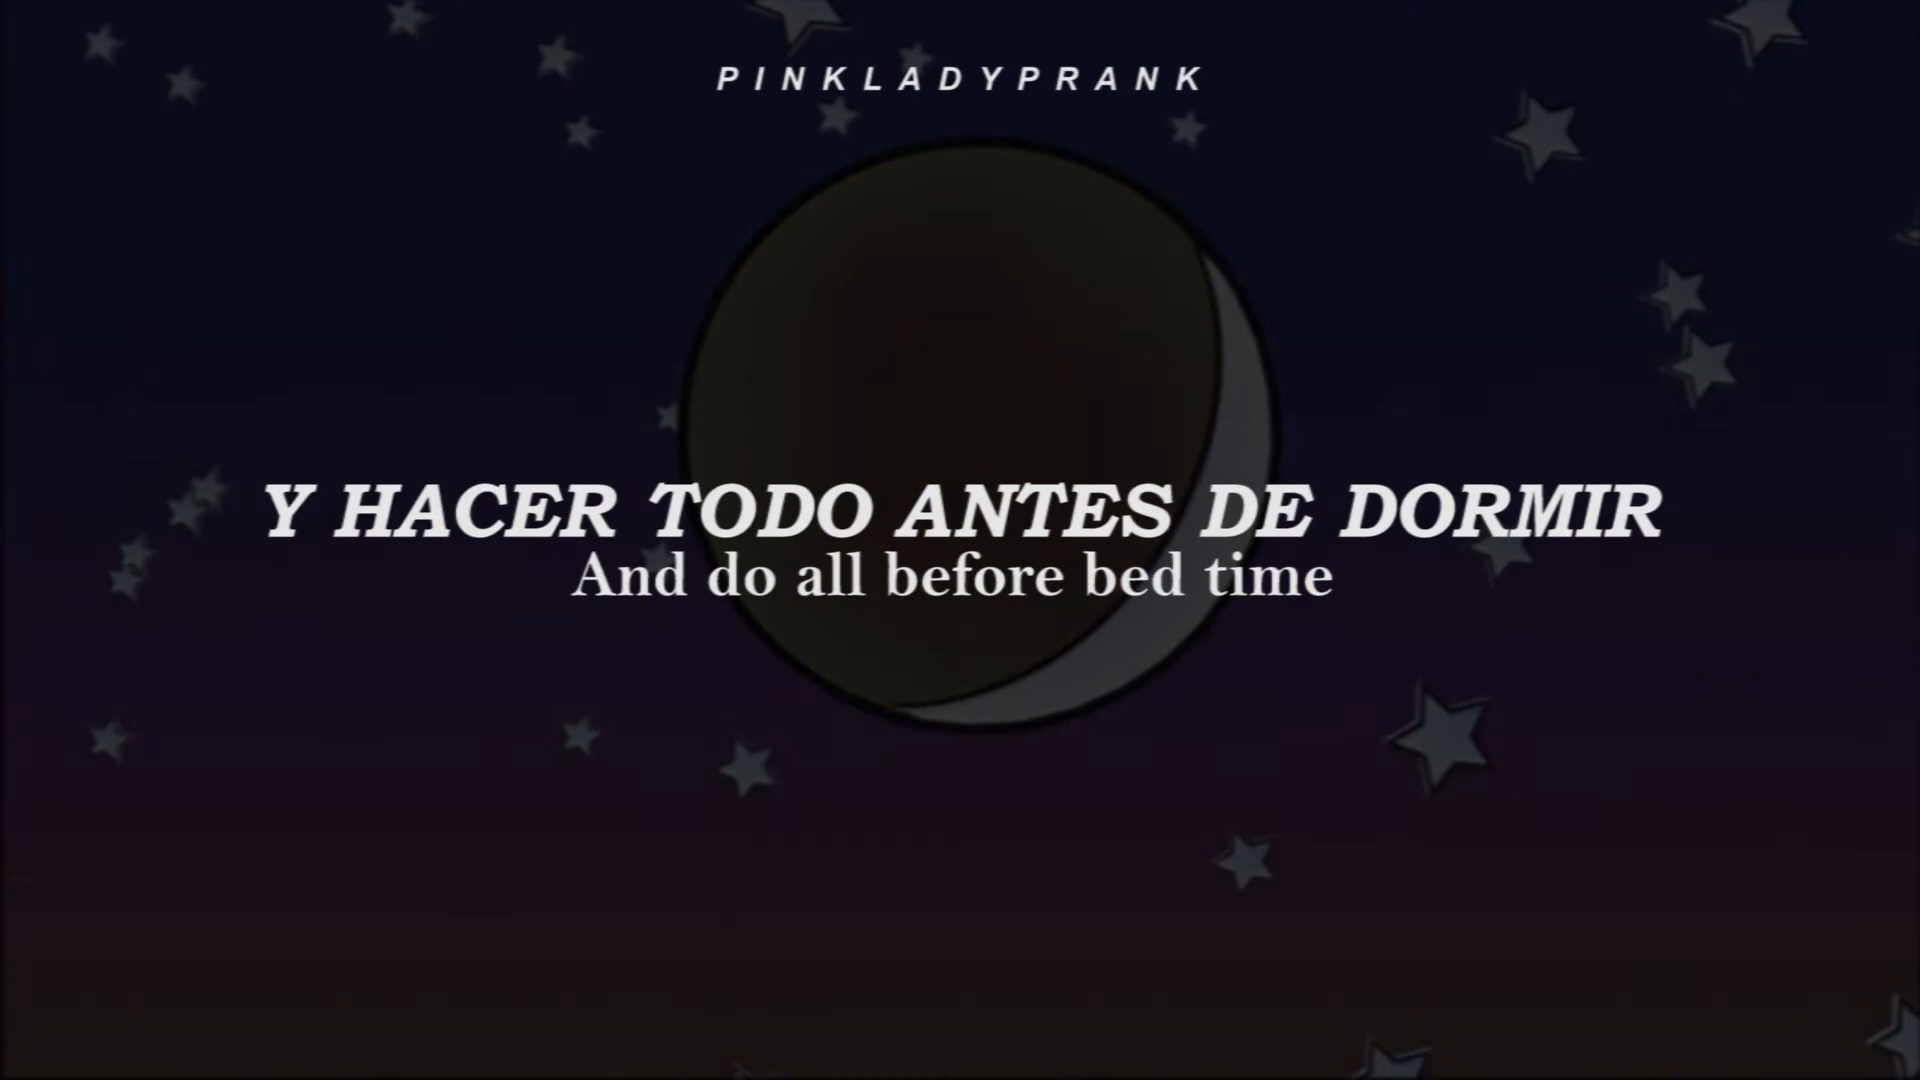 PINKLADYPRANK
Y HACER TODO ANTES DE DORMIR
And do all before bed time